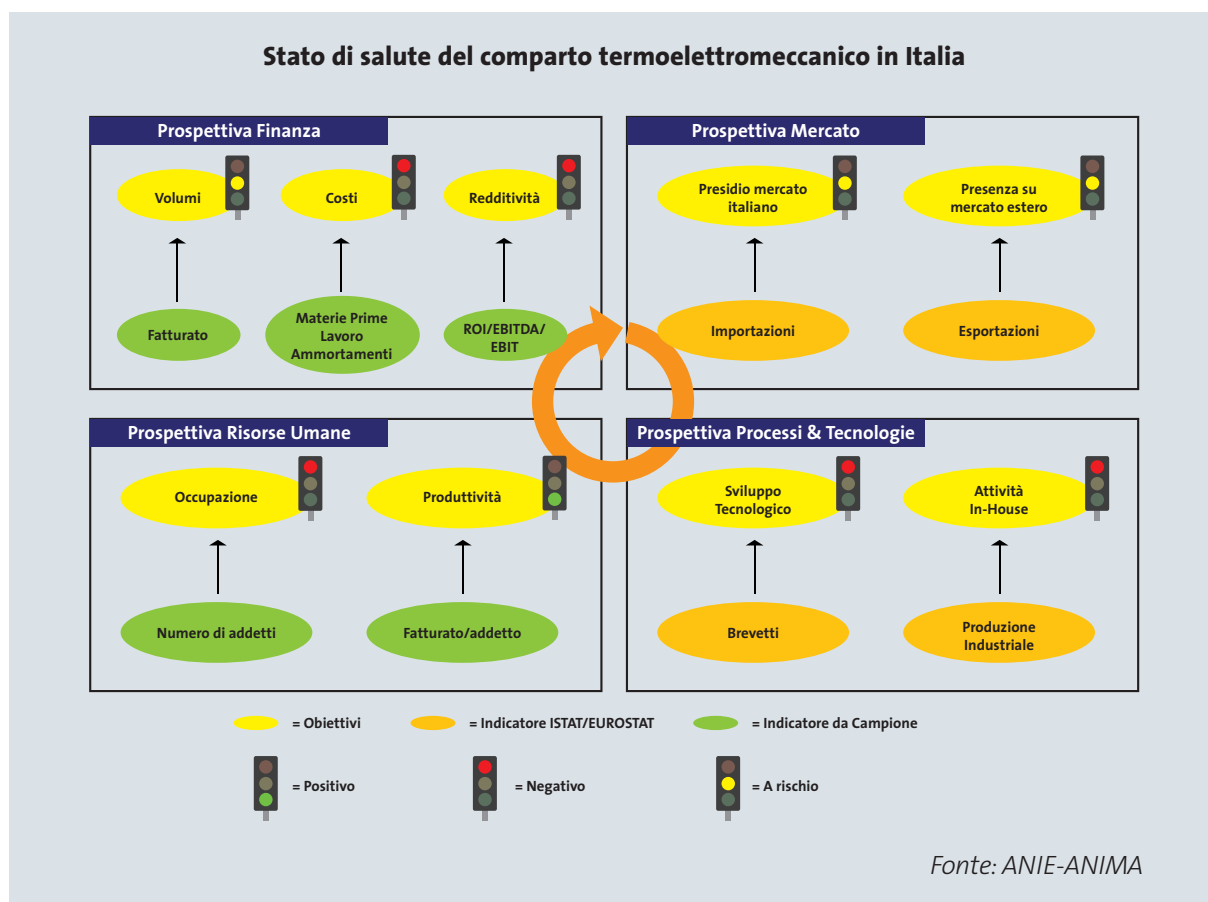 Stato di salute del comparto termoelettromeccanico in Italia
Prospettiva Finanza
Volumi
Costi
Redditività
Fatturato
Materie Prime
Lavoro
Ammortamenti
ROI/EBITDA/
EBIT
Prospettiva Mercato
Presidio mercato
italiano
Presenza su
mercato estero
Importazioni
Esportazioni
Prospettiva Risorse Umane
Occupazione
Produttività
Numero di addetti
Fatturato/addetto
Prospettiva Processi & Tecnologie
Sviluppo
Tecnologico
Attività
In-House
Brevetti
Produzione
Industriale
= Obiettivi
= Indicatore ISTAT/EUROSTAT
= Indicatore da Campione
= Positivo
= Negativo
= A rischio
Fonte: ANIE-ANIMA